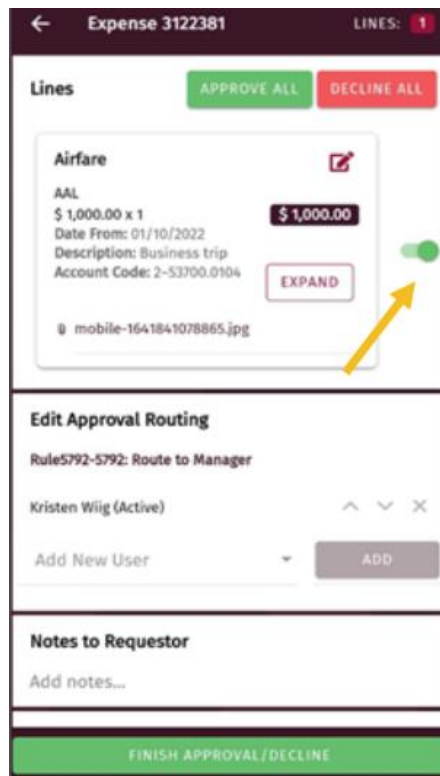 Expense 3122381 LINES: 1
Lines APPROVE ALL DECLINE ALL
Airfare
AAL
$ 1,000.00 x 1 $ 1,000.00
Date From: 01/10/2022
Description: Business trip
Account Code: 2-53700.0104
EXPAND
mobile-1641841078865.jpg
Edit Approval Routing
Rule5792-5792: Route to Manager
Kristen Wiig (Active)
Add New User ADD
Notes to Requestor
Add notes...
FINISH APPROVAL/DECLINE